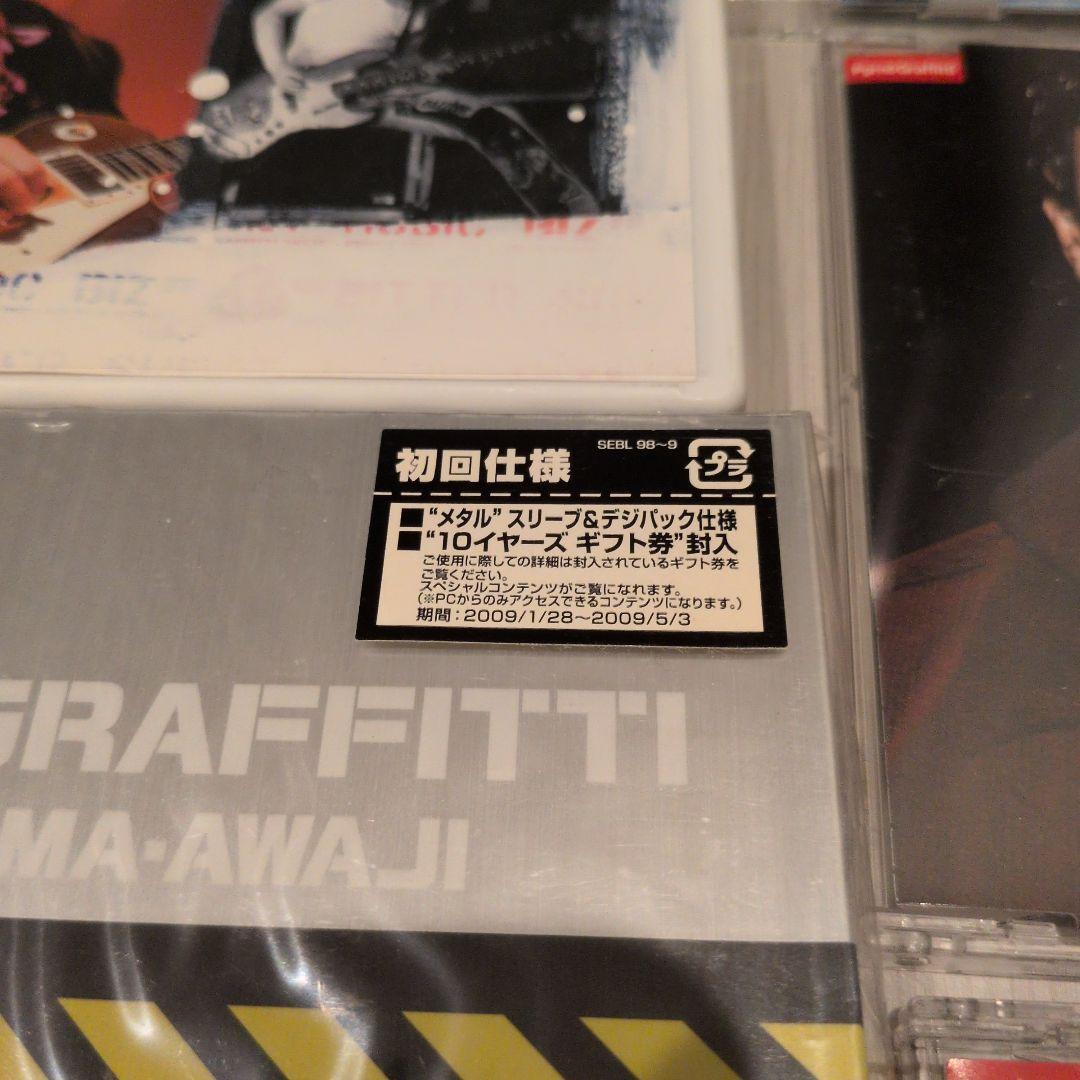 MUSIC BIZ
BIZ
SEBL 98〜9
初回仕様
プラ
■“メタル”スリーブ&デジパック仕様
■“10イヤーズ ギフト券”封入
ご使用に際しての詳細は封入されているギフト券を
ご覧ください。
スペシャルコンテンツがご覧になれます。
(※PCからのみアクセスできるコンテンツになります。)
期間:2009/1/28〜2009/5/3
GRAFFITTI
MA-AWAJI